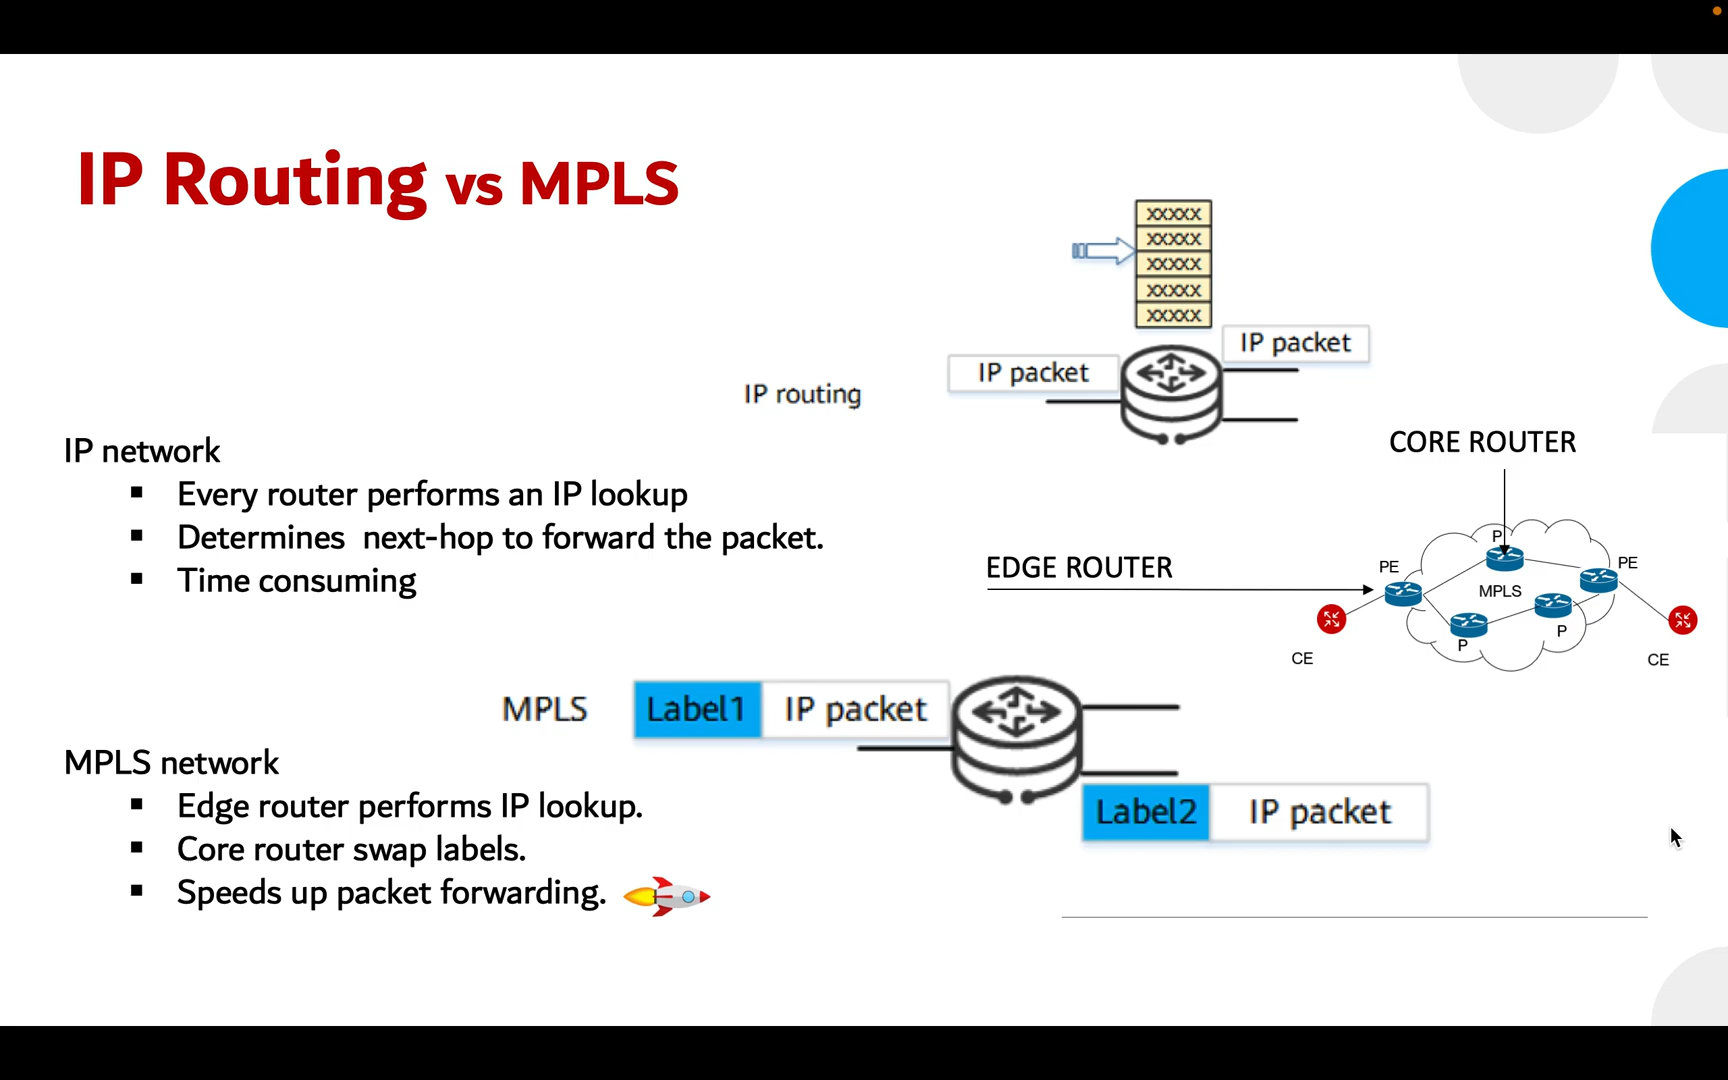 IP Routing vs MPLS
XXXXX
XXXXX
XXXXX
XXXXX
XXXXX
IP packet
IP packet
IP routing
IP network
▪ Every router performs an IP lookup
▪ Determines  next-hop to forward the packet.
▪ Time consuming
CORE ROUTER
EDGE ROUTER
P
PE
PE
MPLS
P
P
CE
CE
MPLS
Label1
IP packet
Label2
IP packet
MPLS network
▪ Edge router performs IP lookup.
▪ Core router swap labels.
▪ Speeds up packet forwarding.